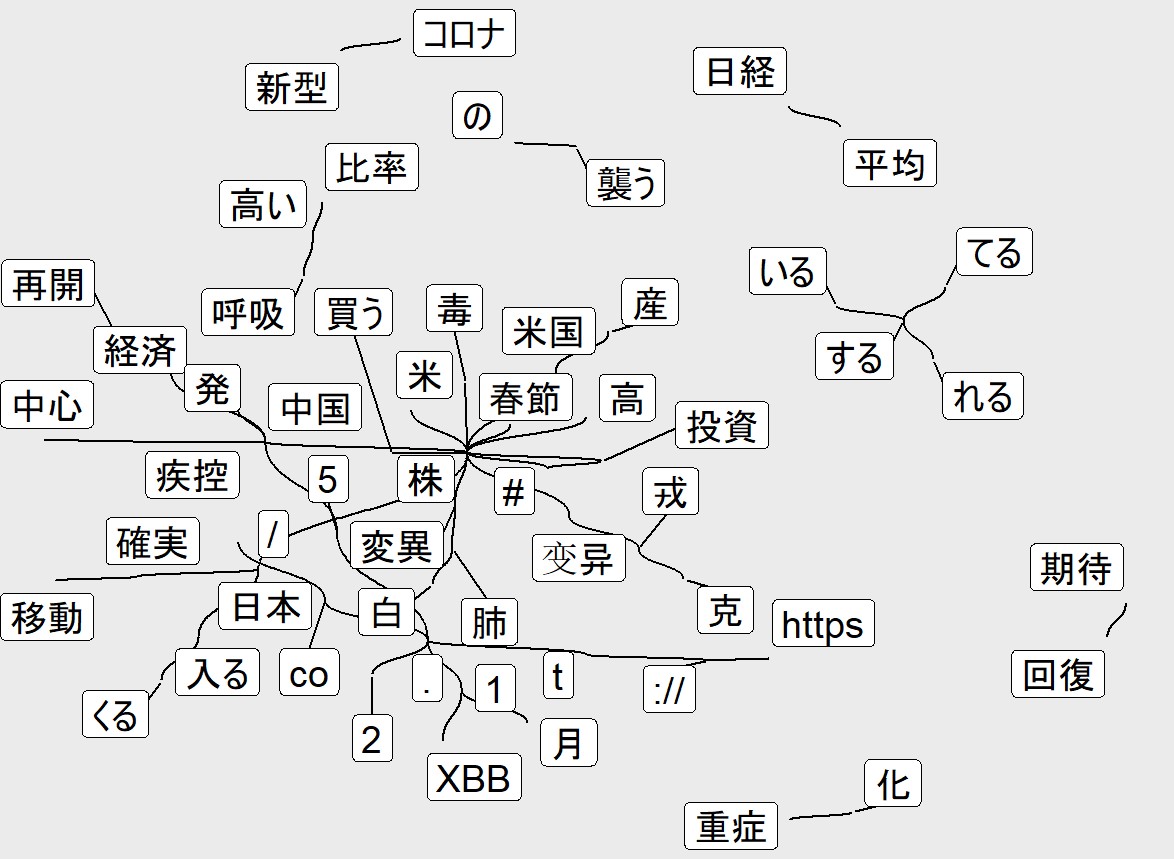 コロナ
新型
日経
の
平均
比率
襲う
高い
てる
いる
再開
産
呼吸
買う
毒
米国
経済
する
米
発
れる
春節
高
中心
中国
投資
疾控
5
株
#
戎
/
確実
変異
变异
期待
日本
白
克
移動
肺
https
入る
co
.
1
t
://
回復
くる
2
月
XBB
化
重症